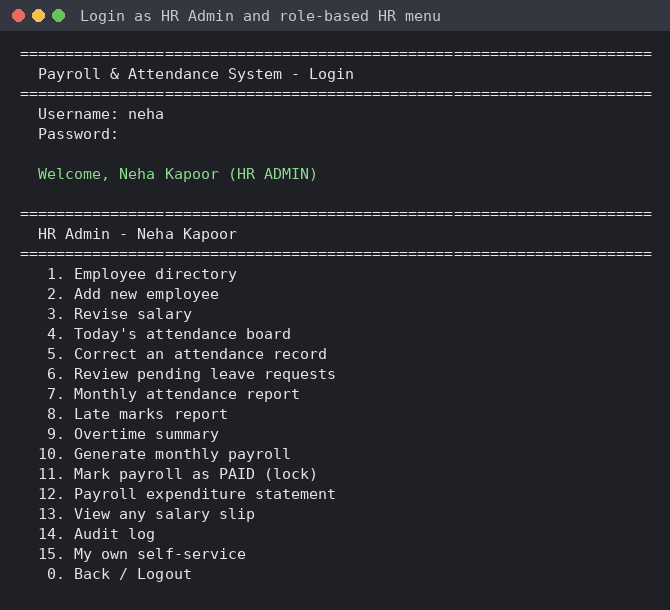 Login as HR Admin and role-based HR menu
======================================================================
Payroll & Attendance System - Login
======================================================================
Username: neha
Password:
Welcome, Neha Kapoor (HR ADMIN)
======================================================================
HR Admin - Neha Kapoor
======================================================================
1. Employee directory
2. Add new employee
3. Revise salary
4. Today's attendance board
5. Correct an attendance record
6. Review pending leave requests
7. Monthly attendance report
8. Late marks report
9. Overtime summary
10. Generate monthly payroll
11. Mark payroll as PAID (lock)
12. Payroll expenditure statement
13. View any salary slip
14. Audit log
15. My own self-service
0. Back / Logout